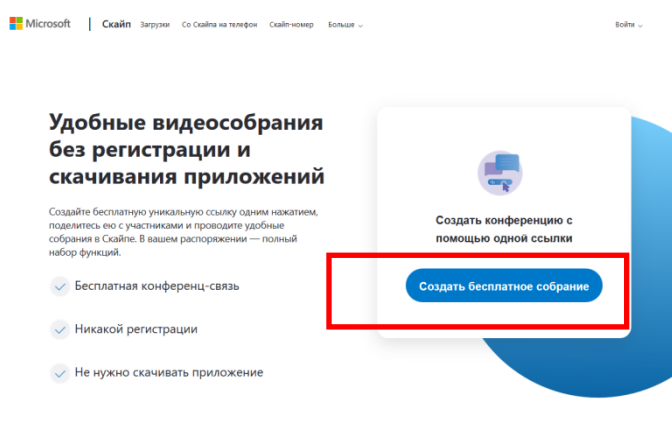 Microsoft Скайп Загрузки Со Скайпа на телефон Скайп-номер Больше Войти
Удобные видеособрания
без регистрации и
скачивания приложений
Создайте бесплатную уникальную ссылку одним нажатием,
поделитесь ею с участниками и проводите удобные
собрания в Скайпе. В вашем распоряжении — полный
набор функций.
Бесплатная конференц-связь
Никакой регистрации
Не нужно скачивать приложение
Создать конференцию с
помощью одной ссылки
Создать бесплатное собрание